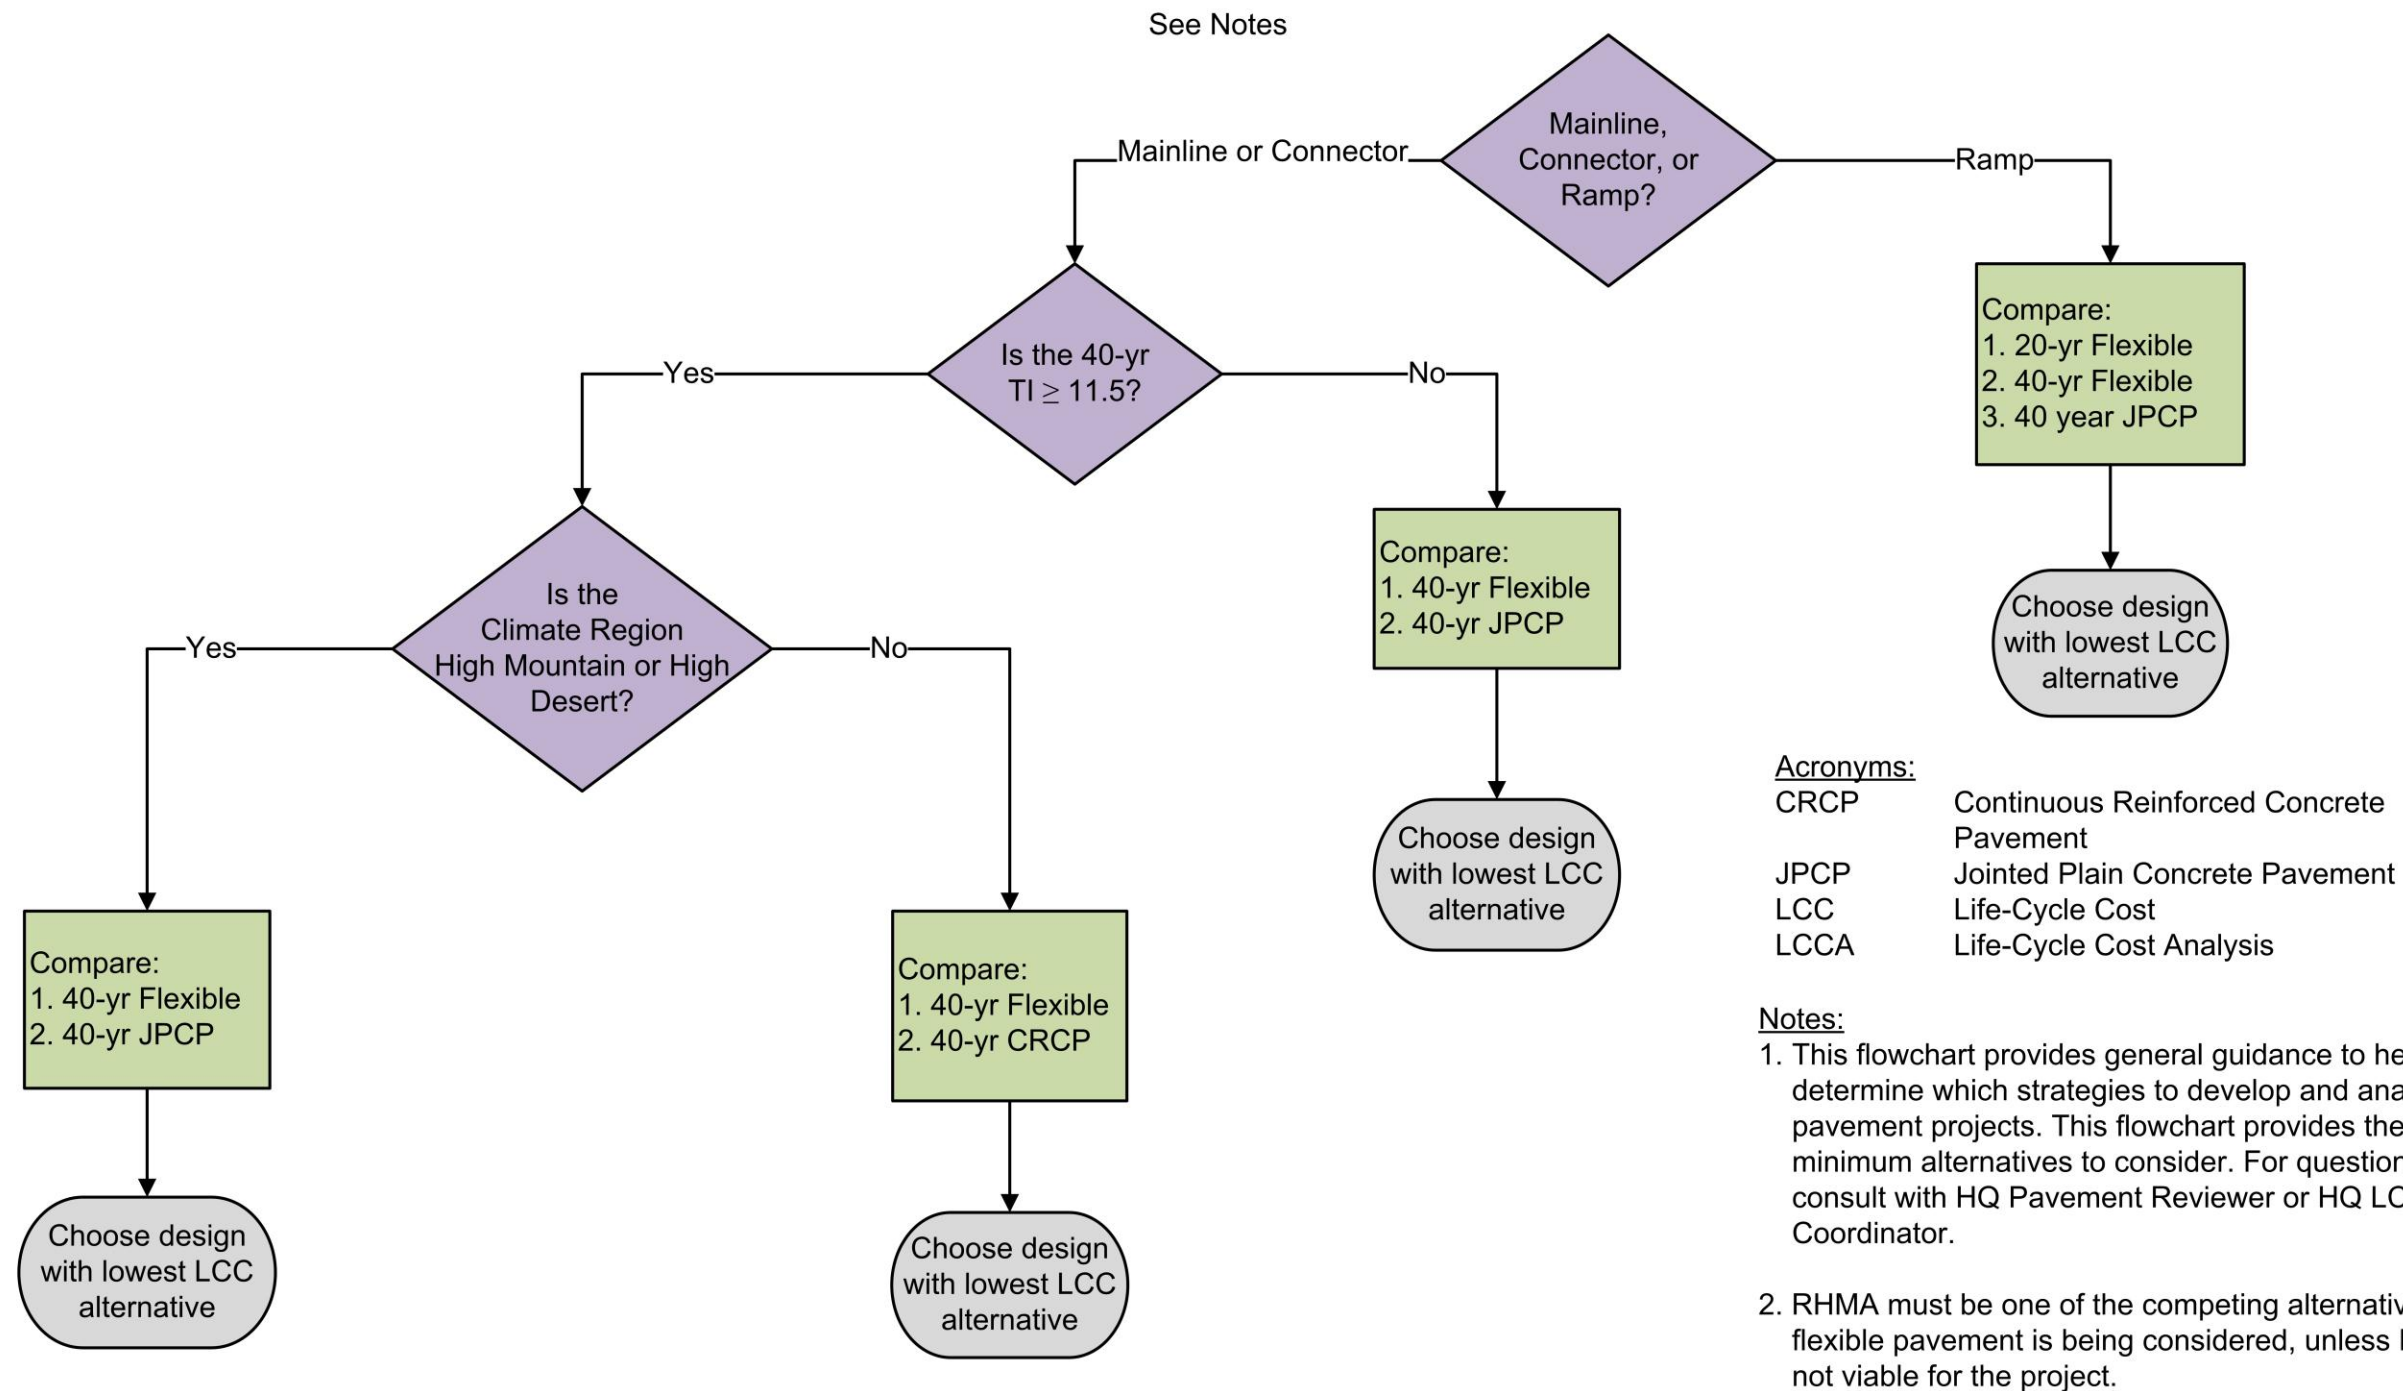 See Notes
Mainline,
Connector, or
Ramp?
Mainline or Connector
Ramp
Is the 40-yr
TI ≥ 11.5?
Yes
No
Compare:
1. 20-yr Flexible
2. 40-yr Flexible
3. 40 year JPCP
Choose design
with lowest LCC
alternative
Is the
Climate Region
High Mountain or High
Desert?
Yes
No
Compare:
1. 40-yr Flexible
2. 40-yr JPCP
Choose design
with lowest LCC
alternative
Compare:
1. 40-yr Flexible
2. 40-yr JPCP
Choose design
with lowest LCC
alternative
Compare:
1. 40-yr Flexible
2. 40-yr CRCP
Choose design
with lowest LCC
alternative
Acronyms:
CRCP Continuous Reinforced Concrete
Pavement
JPCP Jointed Plain Concrete Pavement
LCC Life-Cycle Cost
LCCA Life-Cycle Cost Analysis
Notes:
1. This flowchart provides general guidance to
determine which strategies to develop and
pavement projects. This flowchart provides the
minimum alternatives to consider. For
consult with HQ Pavement Reviewer or HQ
Coordinator.
2. RHMA must be one of the competing
flexible pavement is being considered, unless
not viable for the project.